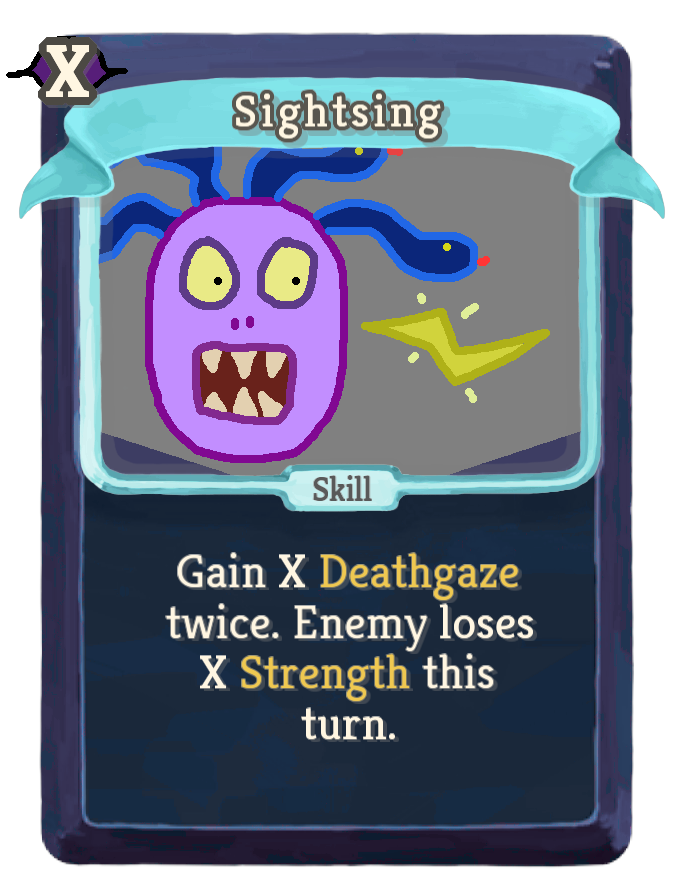 X
Sightsing
Skill
Gain X Deathgaze
twice. Enemy loses
X Strength this
turn.